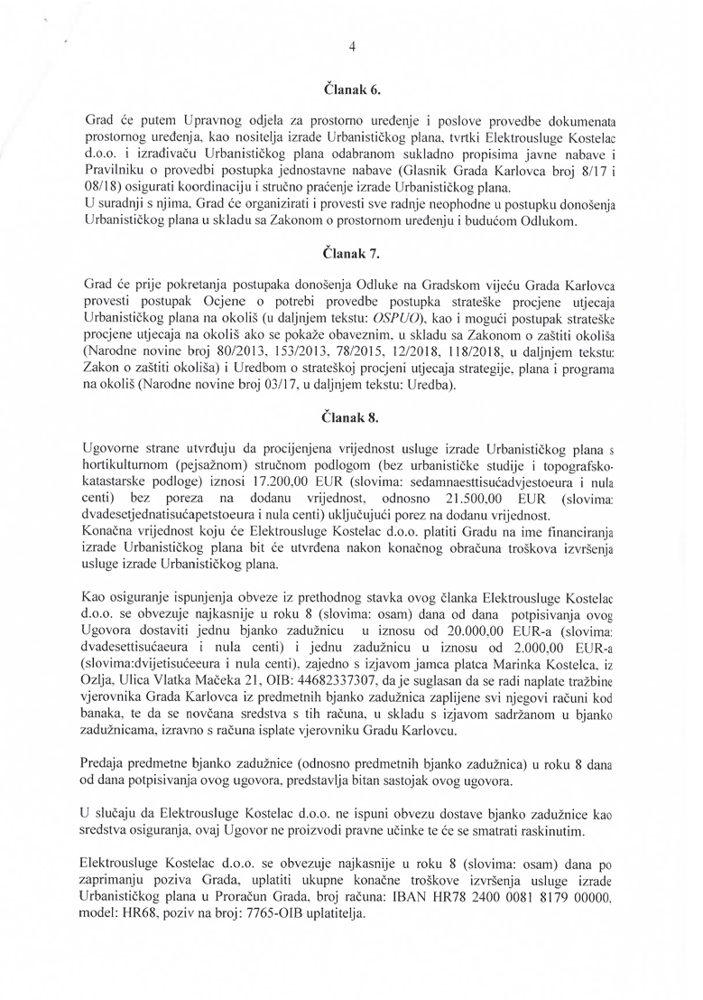 4
Članak 6.
Grad će putem Upravnog odjela za prostorno uređenje i poslove provedbe dokumenata
prostornog uređenja, kao nositelja izrade Urbanističkog plana, tvrtki Elektrousluge Kostelac
d.o.o. i izrađivaču Urbanističkog plana odabranom sukladno propisima javne nabave i
Pravilniku o provedbi postupka jednostavne nabave (Glasnik Grada Karlovca broj 8/17 i
08/18) osigurati koordinaciju i stručno praćenje izrade Urbanističkog plana.
U suradnji s njima, Grad će organizirati i provesti sve radnje neophodne u postupku donošenja
Urbanističkog plana u skladu sa Zakonom o prostornom uređenju i budućom Odlukom.
Članak 7.
Grad će prije pokretanja postupaka donošenja Odluke na Gradskom vijeću Grada Karlovca
provesti postupak Ocjene o potrebi provedbe postupka strateške procjene utjecaja
Urbanističkog plana na okoliš (u daljnjem tekstu: OSPUO), kao i mogući postupak strateške
procjene utjecaja na okoliš ako se pokaže obaveznim, u skladu sa Zakonom o zaštiti okoliša
(Narodne novine broj 80/2013, 153/2013, 78/2015, 12/2018, 118/2018, u daljnjem tekstu:
Zakon o zaštiti okoliša) i Uredbom o strateškoj procjeni utjecaja strategije, plana i programa
na okoliš (Narodne novine broj 03/17, u daljnjem tekstu: Uredba).
Članak 8.
Ugovorne strane utvrđuju da procijenjena vrijednost usluge izrade Urbanističkog plana s
hortikulturnom (pejsažnom) stručnom podlogom (bez urbanističke studije i topografsko-
katastarske podloge) iznosi 17.200,00 EUR (slovima: sedamnaesttisućadvjestoeura i nula
centi) bez poreza na dodanu vrijednost, odnosno 21.500,00 EUR (slovima:
dvadesetjednatisućapetstoeura i nula centi) uključujući porez na dodanu vrijednost.
Konačna vrijednost koju će Elektrousluge Kostelac d.o.o. platiti Gradu na ime financiranja
izrade Urbanističkog plana bit će utvrđena nakon konačnog obračuna troškova izvršenja
usluge izrade Urbanističkog plana.
Kao osiguranje ispunjenja obveze iz prethodnog stavka ovog članka Elektrousluge Kostelac
d.o.o. se obvezuje najkasnije u roku 8 (slovima: osam) dana od dana potpisivanja ovog
Ugovora dostaviti jednu bjanko zadužnicu u iznosu od 20.000,00 EUR-a (slovima:
dvadesettisućaeura i nula centi) i jednu zadužnicu u iznosu od 2.000,00 EUR-a
(slovima:dvijetisućeeura i nula centi), zajedno s izjavom jamca platca Marinka Kostelca, iz
Ozlja, Ulica Vlatka Mačeka 21, OIB: 44682337307, da je suglasan da se radi naplate tražbine
vjerovnika Grada Karlovca iz predmetnih bjanko zadužnica zaplijene svi njegovi računi kod
banaka, te da se novčana sredstva s tih računa, u skladu s izjavom sadržanom u bjanko
zadužnicama, izravno s računa isplate vjerovniku Gradu Karlovcu.
Predaja predmetne bjanko zadužnice (odnosno predmetnih bjanko zadužnica) u roku 8 dana
od dana potpisivanja ovog ugovora, predstavlja bitan sastojak ovog ugovora.
U slučaju da Elektrousluge Kostelac d.o.o. ne ispuni obvezu dostave bjanko zadužnice kao
sredstva osiguranja, ovaj Ugovor ne proizvodi pravne učinke te će se smatrati raskinutim.
Elektrousluge Kostelac d.o.o. se obvezuje najkasnije u roku 8 (slovima: osam) dana po
zaprimanju poziva Grada, uplatiti ukupne konačne troškove izvršenja usluge izrade
Urbanističkog plana u Proračun Grada, broj računa: IBAN HR78 2400 0081 8179 00000,
model: HR68, poziv na broj: 7765-OIB uplatitelja.